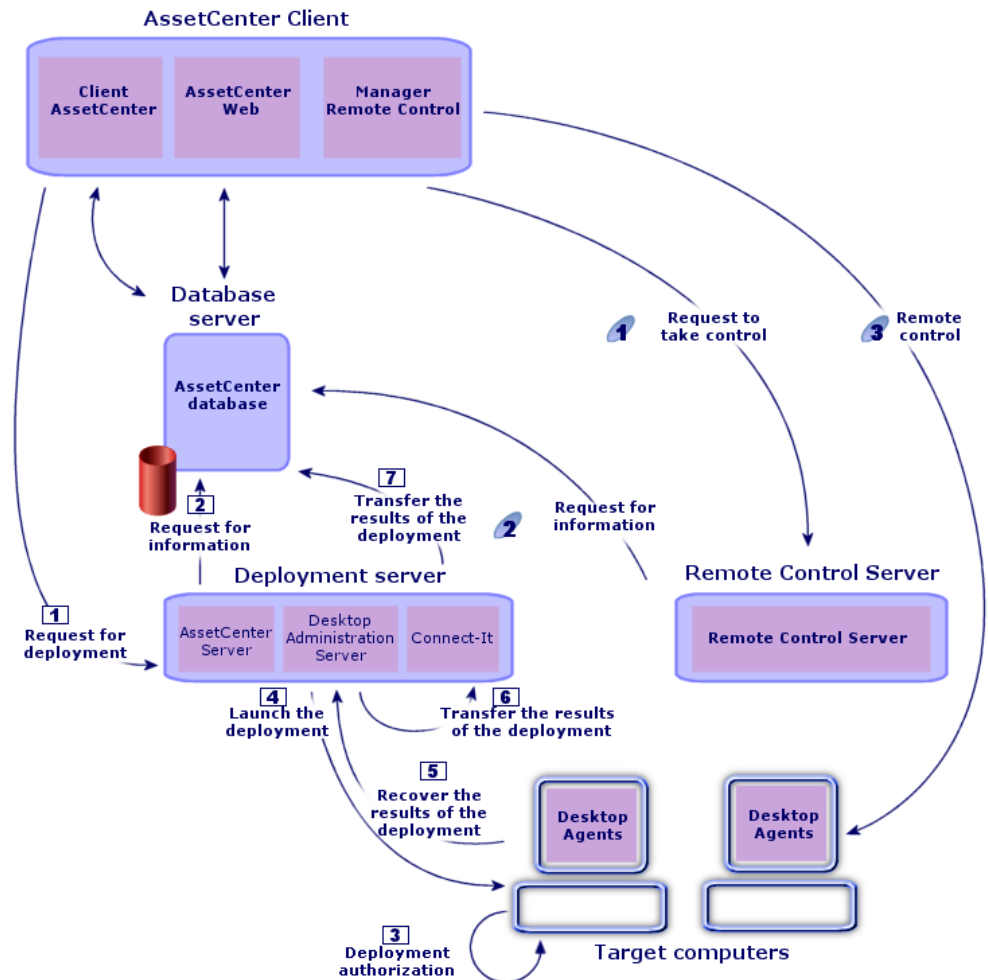 AssetCenter Client
Client
AssetCenter
AssetCenter
Web
Manager
Remote Control
Database
server
AssetCenter
database
1
Request to
take control
3
Remote
control
2
Request for
information
7
Transfer the
results of the
deployment
2
Request for
information
Deployment server
AssetCenter
Server
Desktop
Administration
Server
Connect-It
Remote Control Server
Remote Control Server
1
Request for
deployment
4
Launch the
deployment
6
Transfer the results
of the deployment
5
Recover the
results of the
deployment
Desktop
Agents
Desktop
Agents
3
Deployment
authorization
Target computers